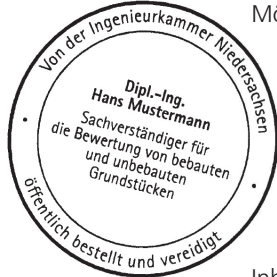 Von der Ingenieurkammer Niedersachsen
Dipl.-Ing.
Hans Mustermann
Sachverständiger für
die Bewertung von bebauten
und unbebauten
Grundstücken
öffentlich bestellt und vereidigt